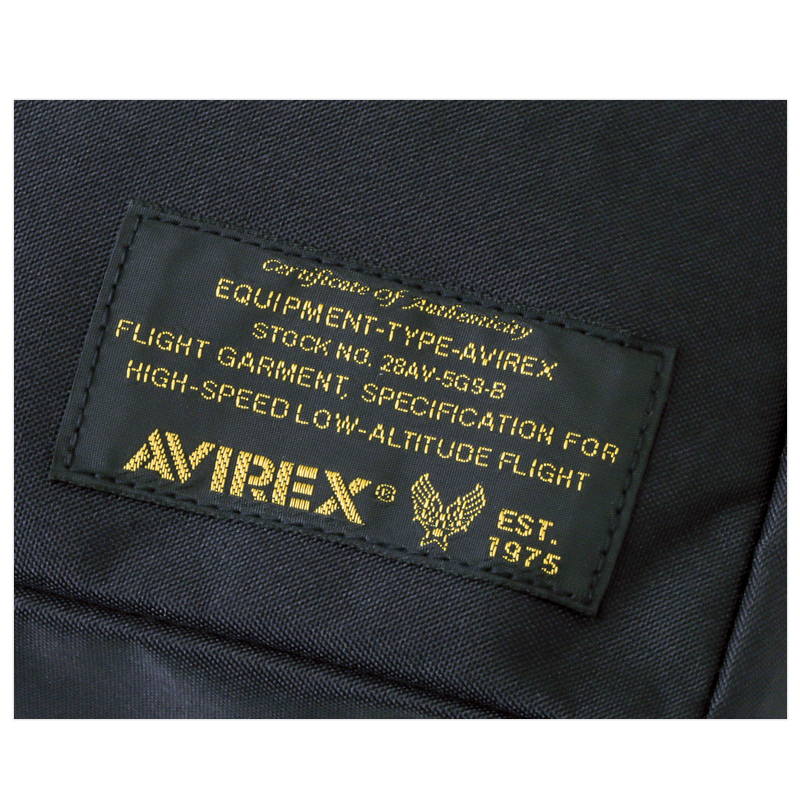 Certificate of Authenticity
EQUIPMENT-TYPE-AVIREX
STOCK NO. 28AV-5G9-B
FLIGHT GARMENT, SPECIFICATION FOR
HIGH-SPEED LOW-ALTITUDE FLIGHT
AVIREX®
EST.
1975